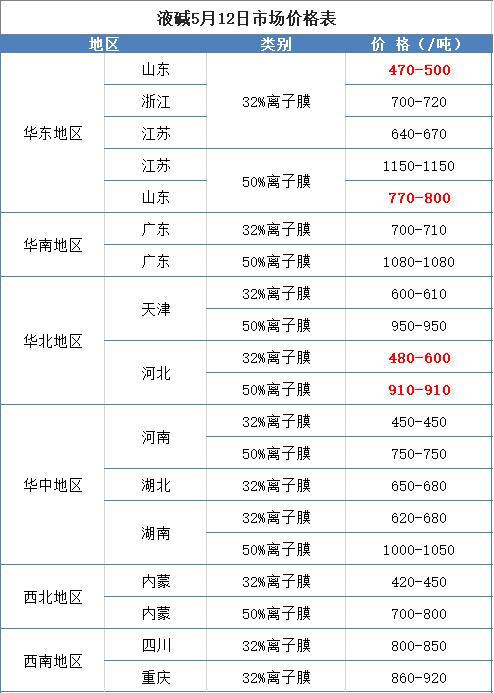 液碱5月12日市场价格表
地区 类别 价 格（/吨）
华东地区 山东 32%离子膜 470-500
浙江 700-720
江苏 640-670
江苏 50%离子膜 1150-1150
山东 770-800
华南地区 广东 32%离子膜 700-710
广东 50%离子膜 1080-1080
华北地区 天津 32%离子膜 600-610
50%离子膜 950-950
河北 32%离子膜 480-600
50%离子膜 910-910
华中地区 河南 32%离子膜 450-450
50%离子膜 750-750
湖北 32%离子膜 650-680
湖南 32%离子膜 620-680
50%离子膜 1000-1050
西北地区 内蒙 32%离子膜 420-450
内蒙 50%离子膜 700-800
西南地区 四川 32%离子膜 800-850
重庆 32%离子膜 860-920